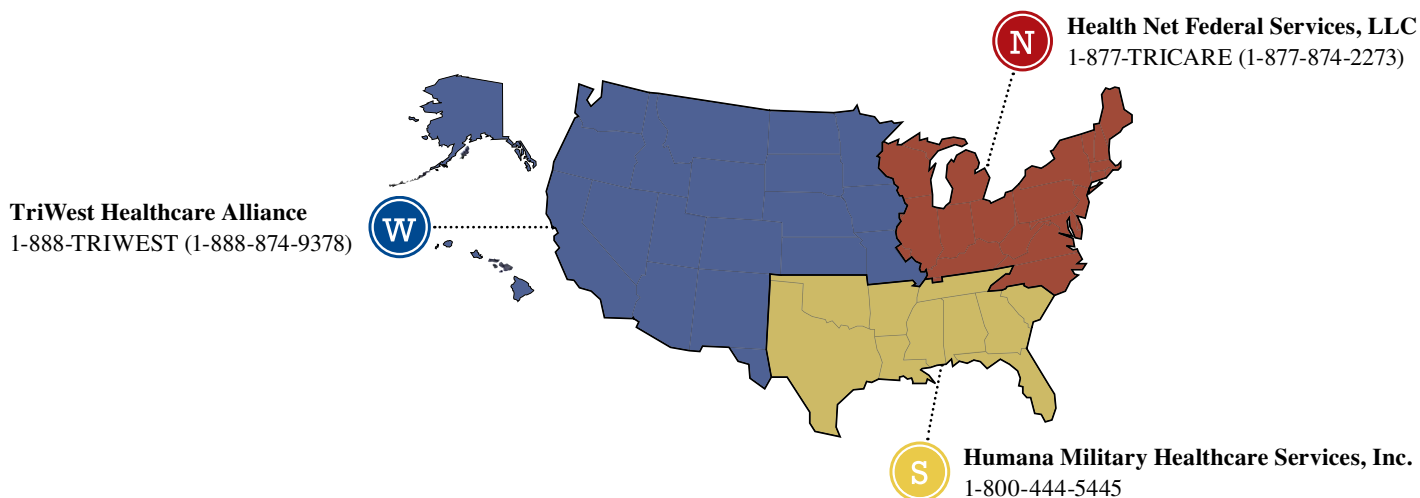 N
Health Net Federal Services, LLC
1-877-TRICARE (1-877-874-2273)
TriWest Healthcare Alliance
1-888-TRIWEST (1-888-874-9378)
W
S
Humana Military Healthcare Services, Inc.
1-800-444-5445